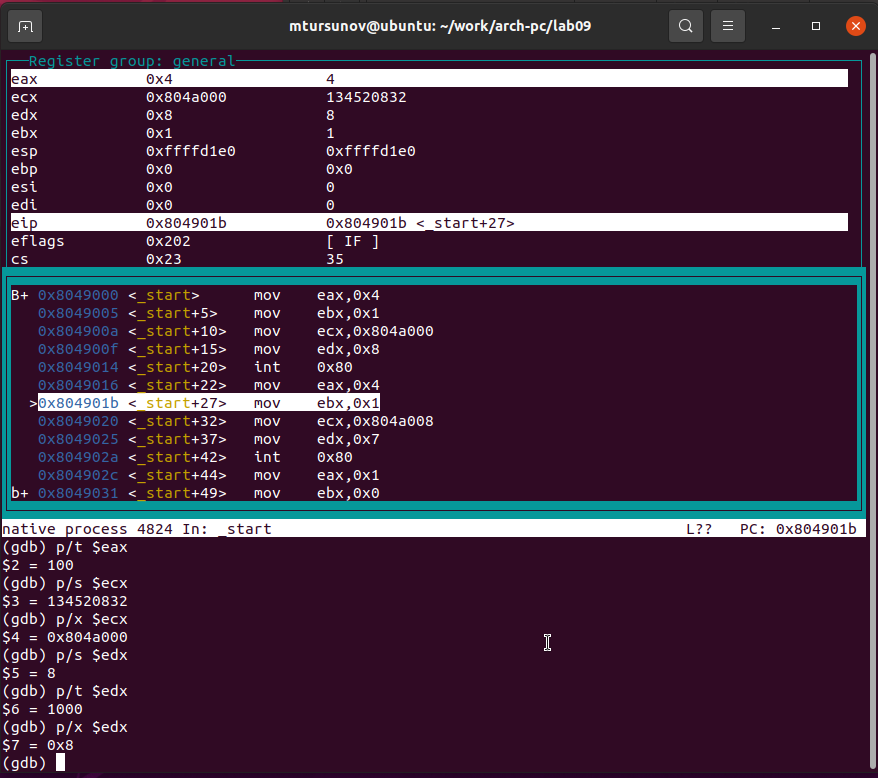 mtursunov@ubuntu: ~/work/arch-pc/lab09
Register group: general
eax 0x4 4
ecx 0x804a000 134520832
edx 0x8 8
ebx 0x1 1
esp 0xffffd1e0 0xffffd1e0
ebp 0x0 0x0
esi 0x0 0
edi 0x0 0
eip 0x804901b 0x804901b <_start+27>
eflags 0x202 [ IF ]
cs 0x23 35
B+ 0x8049000 <_start> mov eax,0x4
0x8049005 <_start+5> mov ebx,0x1
0x804900a <_start+10> mov ecx,0x804a000
0x804900f <_start+15> mov edx,0x8
0x8049014 <_start+20> int 0x80
0x8049016 <_start+22> mov eax,0x4
>0x804901b <_start+27> mov ebx,0x1
0x8049020 <_start+32> mov ecx,0x804a008
0x8049025 <_start+37> mov edx,0x7
0x804902a <_start+42> int 0x80
0x804902c <_start+44> mov eax,0x1
b+ 0x8049031 <_start+49> mov ebx,0x0
native process 4824 In: _start L?? PC: 0x804901b
(gdb) p/t $eax
$2 = 100
(gdb) p/s $ecx
$3 = 134520832
(gdb) p/x $ecx
$4 = 0x804a000
(gdb) p/s $edx
$5 = 8
(gdb) p/t $edx
$6 = 1000
(gdb) p/x $edx
$7 = 0x8
(gdb)